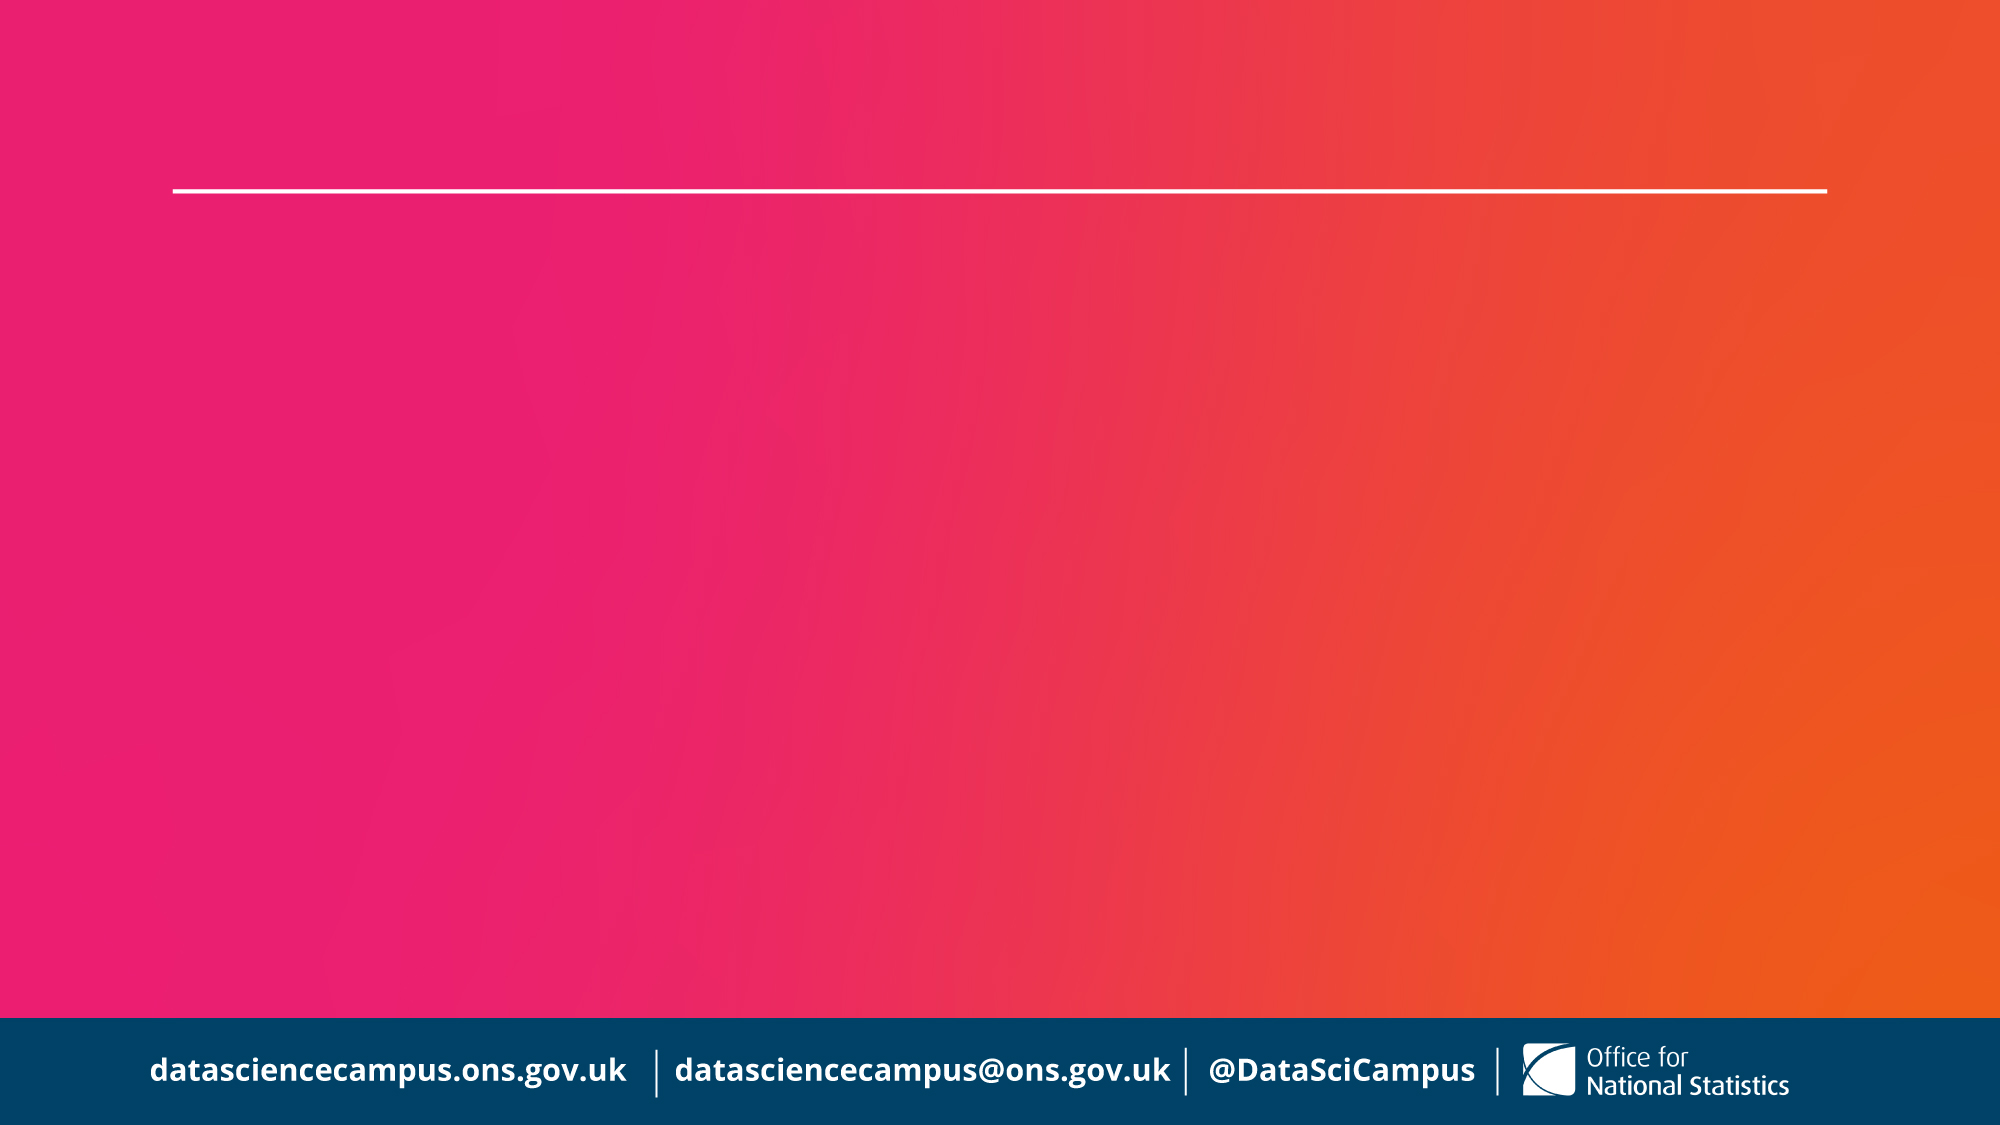 datasciencecampus.ons.gov.uk
datasciencecampus@ons.gov.uk
@DataSciCampus
Office for
National Statistics